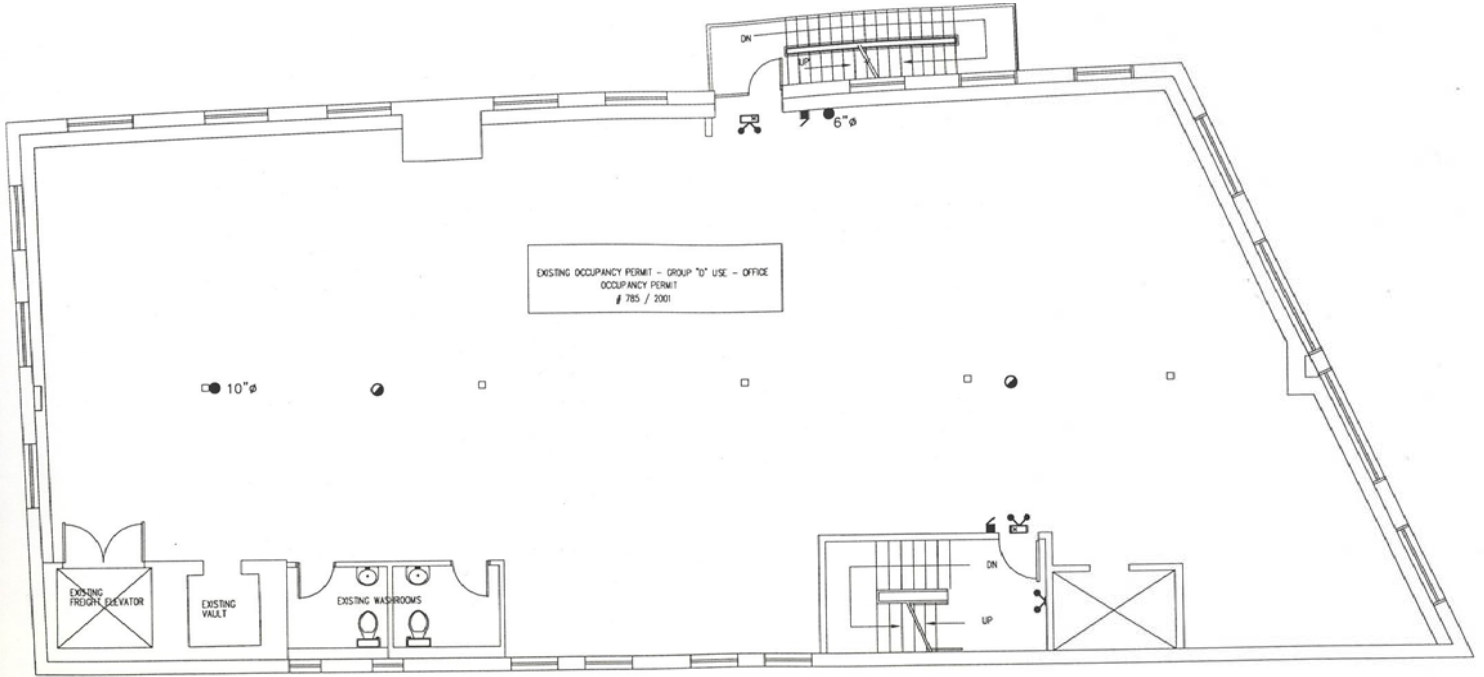 DN
UP
6"ø
EXISTING OCCUPANCY PERMIT - GROUP "D" USE - OFFICE
OCCUPANCY PERMIT
# 785 / 2001
10"ø
EXISTING
FREIGHT ELEVATOR
EXISTING
VAULT
EXISTING WASHROOMS
DN
UP